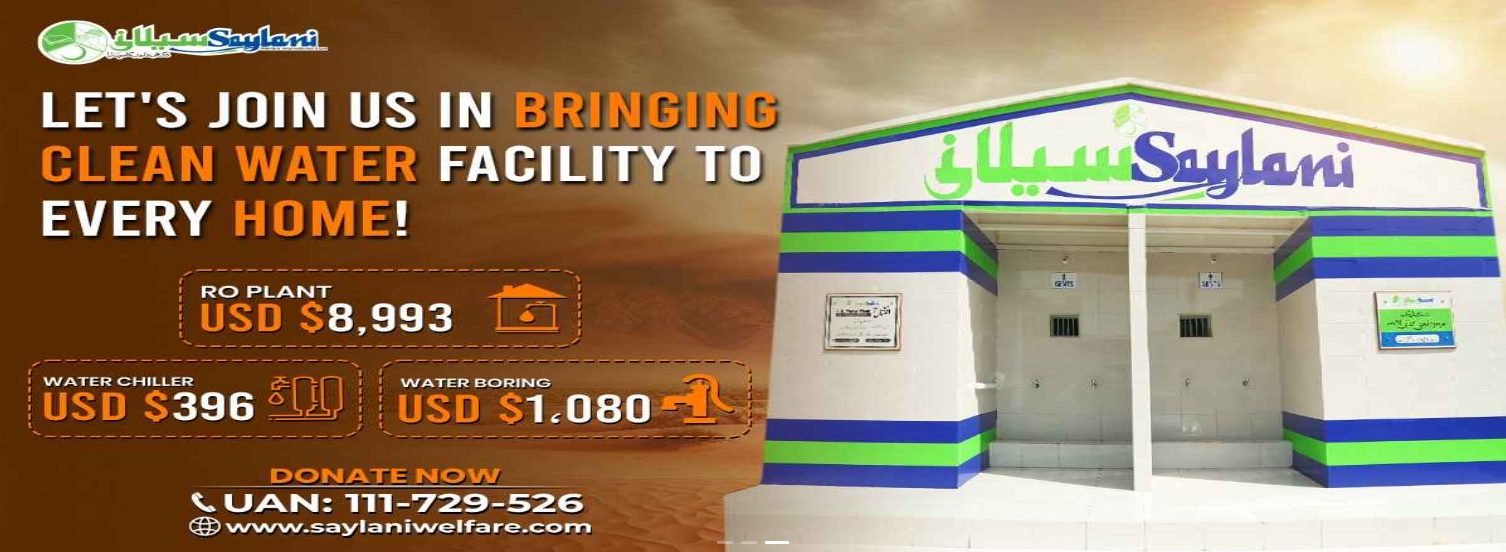 سیلانی Saylani
LET'S JOIN US IN BRINGING
CLEAN WATER FACILITY TO
EVERY HOME!
RO PLANT
USD $8,993
WATER CHILLER
USD $396
WATER BORING
USD $1,080
DONATE NOW
UAN: 111-729-526
www.saylaniwelfare.com
سیلانی Saylani
GENTS